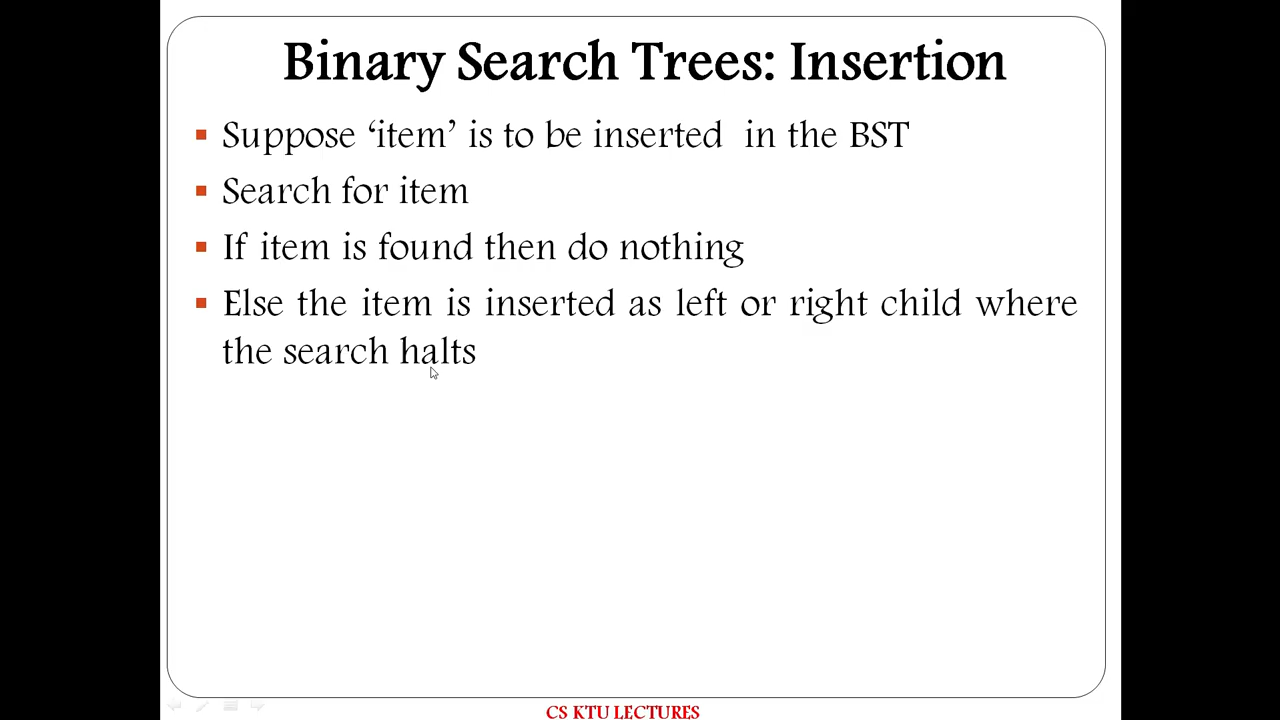 Binary Search Trees: Insertion
Suppose ‘item’ is to be inserted in the BST
Search for item
If item is found then do nothing
Else the item is inserted as left or right child where
the search halts
CS KTU LECTURES